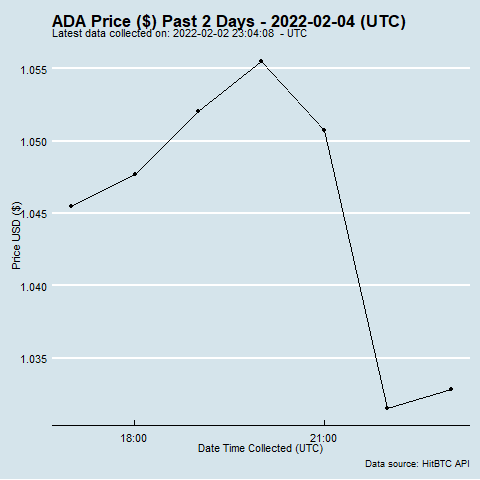 ADA Price ($) Past 2 Days - 2022-02-04 (UTC)
Latest data collected on: 2022-02-02 23:04:08 - UTC
1.055
1.050
1.045
1.040
1.035
Price USD ($)
18:00
21:00
Date Time Collected (UTC)
Data source: HitBTC API